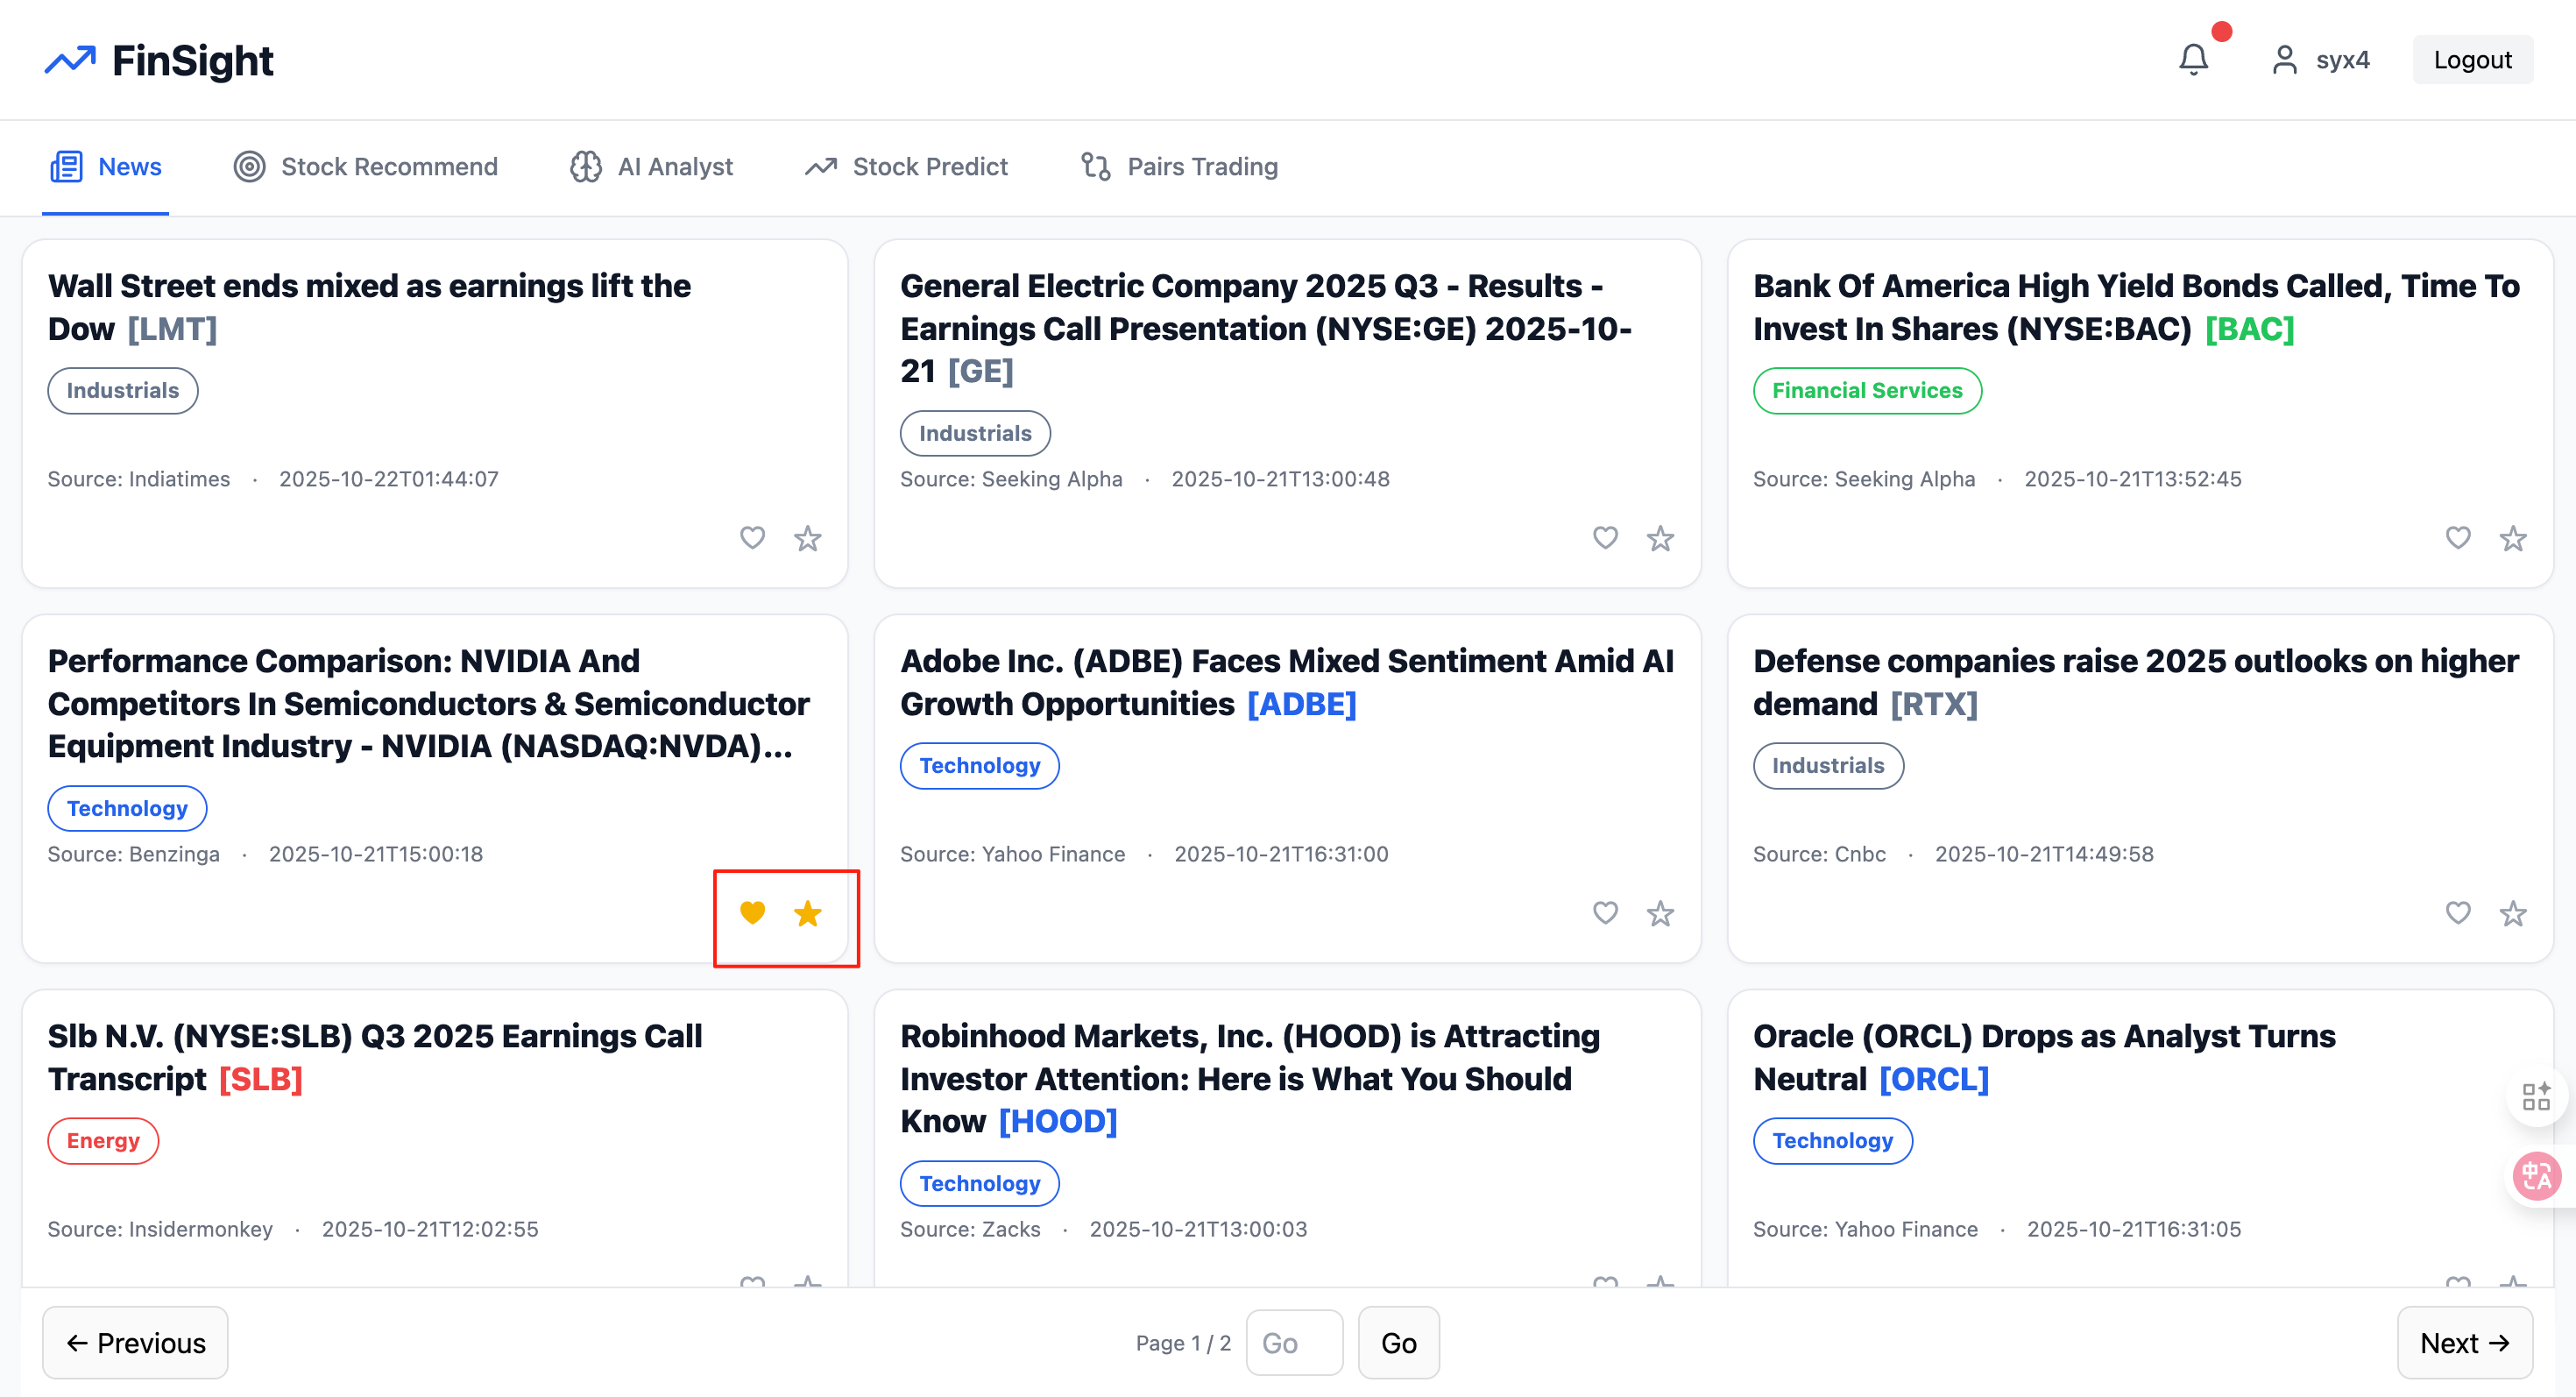 FinSight
syx4
Logout
News
Stock Recommend
AI Analyst
Stock Predict
Pairs Trading
Wall Street ends mixed as earnings lift the
Dow [LMT]
Industrials
Source: Indiatimes · 2025-10-22T01:44:07
General Electric Company 2025 Q3 - Results -
Earnings Call Presentation (NYSE:GE) 2025-10-
21 [GE]
Industrials
Source: Seeking Alpha · 2025-10-21T13:00:48
Bank Of America High Yield Bonds Called, Time To
Invest In Shares (NYSE:BAC) [BAC]
Financial Services
Source: Seeking Alpha · 2025-10-21T13:52:45
Performance Comparison: NVIDIA And
Competitors In Semiconductors & Semiconductor
Equipment Industry - NVIDIA (NASDAQ:NVDA)...
Technology
Source: Benzinga · 2025-10-21T15:00:18
Adobe Inc. (ADBE) Faces Mixed Sentiment Amid AI
Growth Opportunities [ADBE]
Technology
Source: Yahoo Finance · 2025-10-21T16:31:00
Defense companies raise 2025 outlooks on higher
demand [RTX]
Industrials
Source: Cnbc · 2025-10-21T14:49:58
Slb N.V. (NYSE:SLB) Q3 2025 Earnings Call
Transcript [SLB]
Energy
Source: Insidermonkey · 2025-10-21T12:02:55
Robinhood Markets, Inc. (HOOD) is Attracting
Investor Attention: Here is What You Should
Know [HOOD]
Technology
Source: Zacks · 2025-10-21T13:00:03
Oracle (ORCL) Drops as Analyst Turns
Neutral [ORCL]
Technology
Source: Yahoo Finance · 2025-10-21T16:31:05
中A
← Previous
Page 1 / 2
Go
Go
Next →